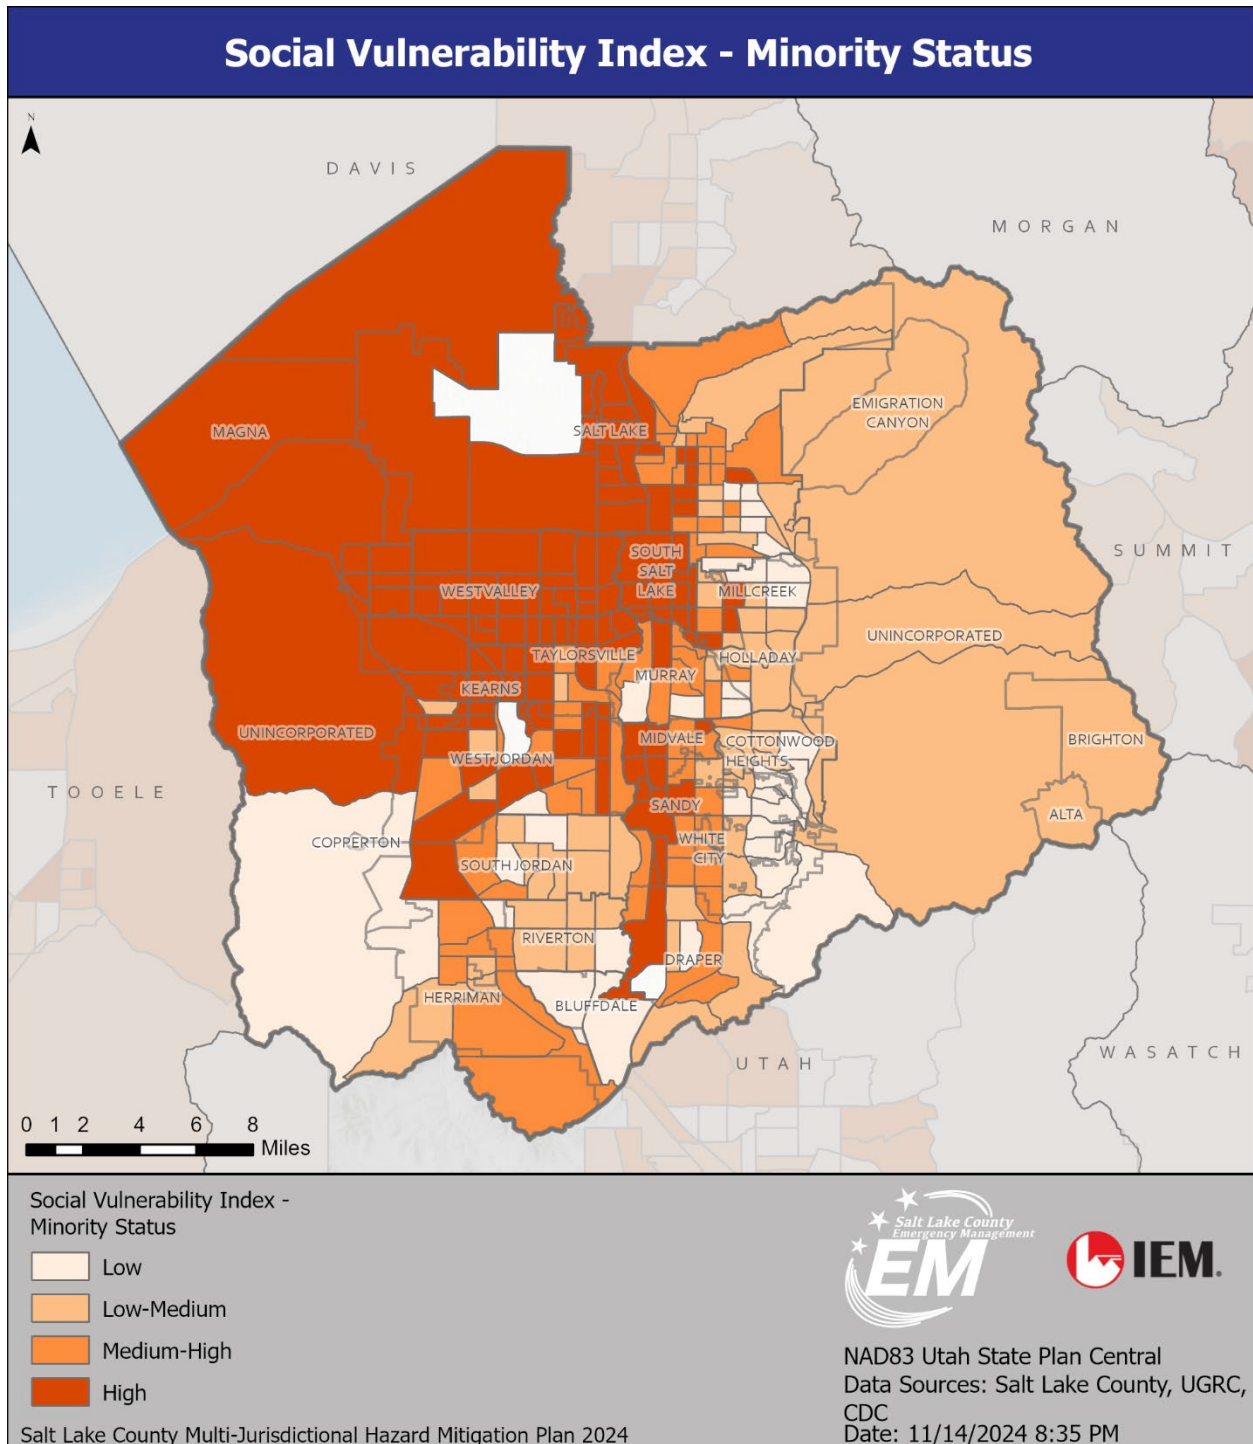 Social Vulnerability Index - Minority Status
N
DAVIS
MORGAN
EMIGRATION
CANYON
MAGNA
SALT LAKE
SUMMIT
SOUTH
SALT
LAKE
WESTVALLEY
MILLCREEK
UNINCORPORATED
TAYLORSVILLE
HOLLADAY
MURRAY
KEARNS
UNINCORPORATED
MIDVALE
COTTONWOOD
HEIGHTS
BRIGHTON
WEST JORDAN
TOOELE
SANDY
ALTA
COPPERTON
WHITE
CITY
SOUTH JORDAN
RIVERTON
DRAPER
HERRIMAN
BLUFFDALE
UTAH
WASATCH
0 1 2 4 6 8
Miles
Social Vulnerability Index -
Minority Status
Low
Low-Medium
Medium-High
High
Salt Lake County Multi-Jurisdictional Hazard Mitigation Plan 2024
Salt Lake County
Emergency Management
EM
IEM.
NAD83 Utah State Plan Central
Data Sources: Salt Lake County, UGRC,
CDC
Date: 11/14/2024 8:35 PM